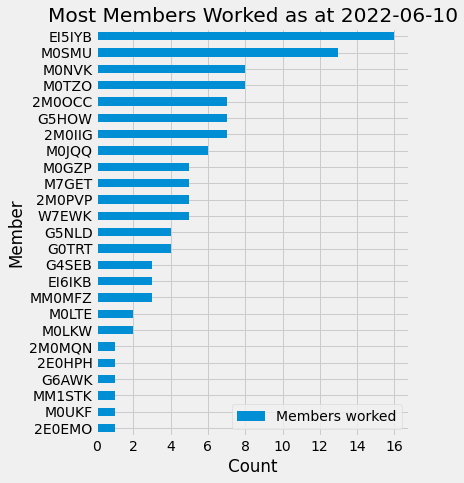 Most Members Worked as at 2022-06-10
EI5IYB
M0SMU
M0NVK
M0TZO
2M0OCC
G5HOW
2M0IIG
M0JQQ
M0GZP
M7GET
2M0PVP
W7EWK
G5NLD
G0TRT
G4SEB
EI6IKB
MM0MFZ
M0LTE
M0LKW
2M0MQN
2E0HPH
G6AWK
MM1STK
M0UKF
2E0EMO
Member
Members worked
0 2 4 6 8 10 12 14 16
Count